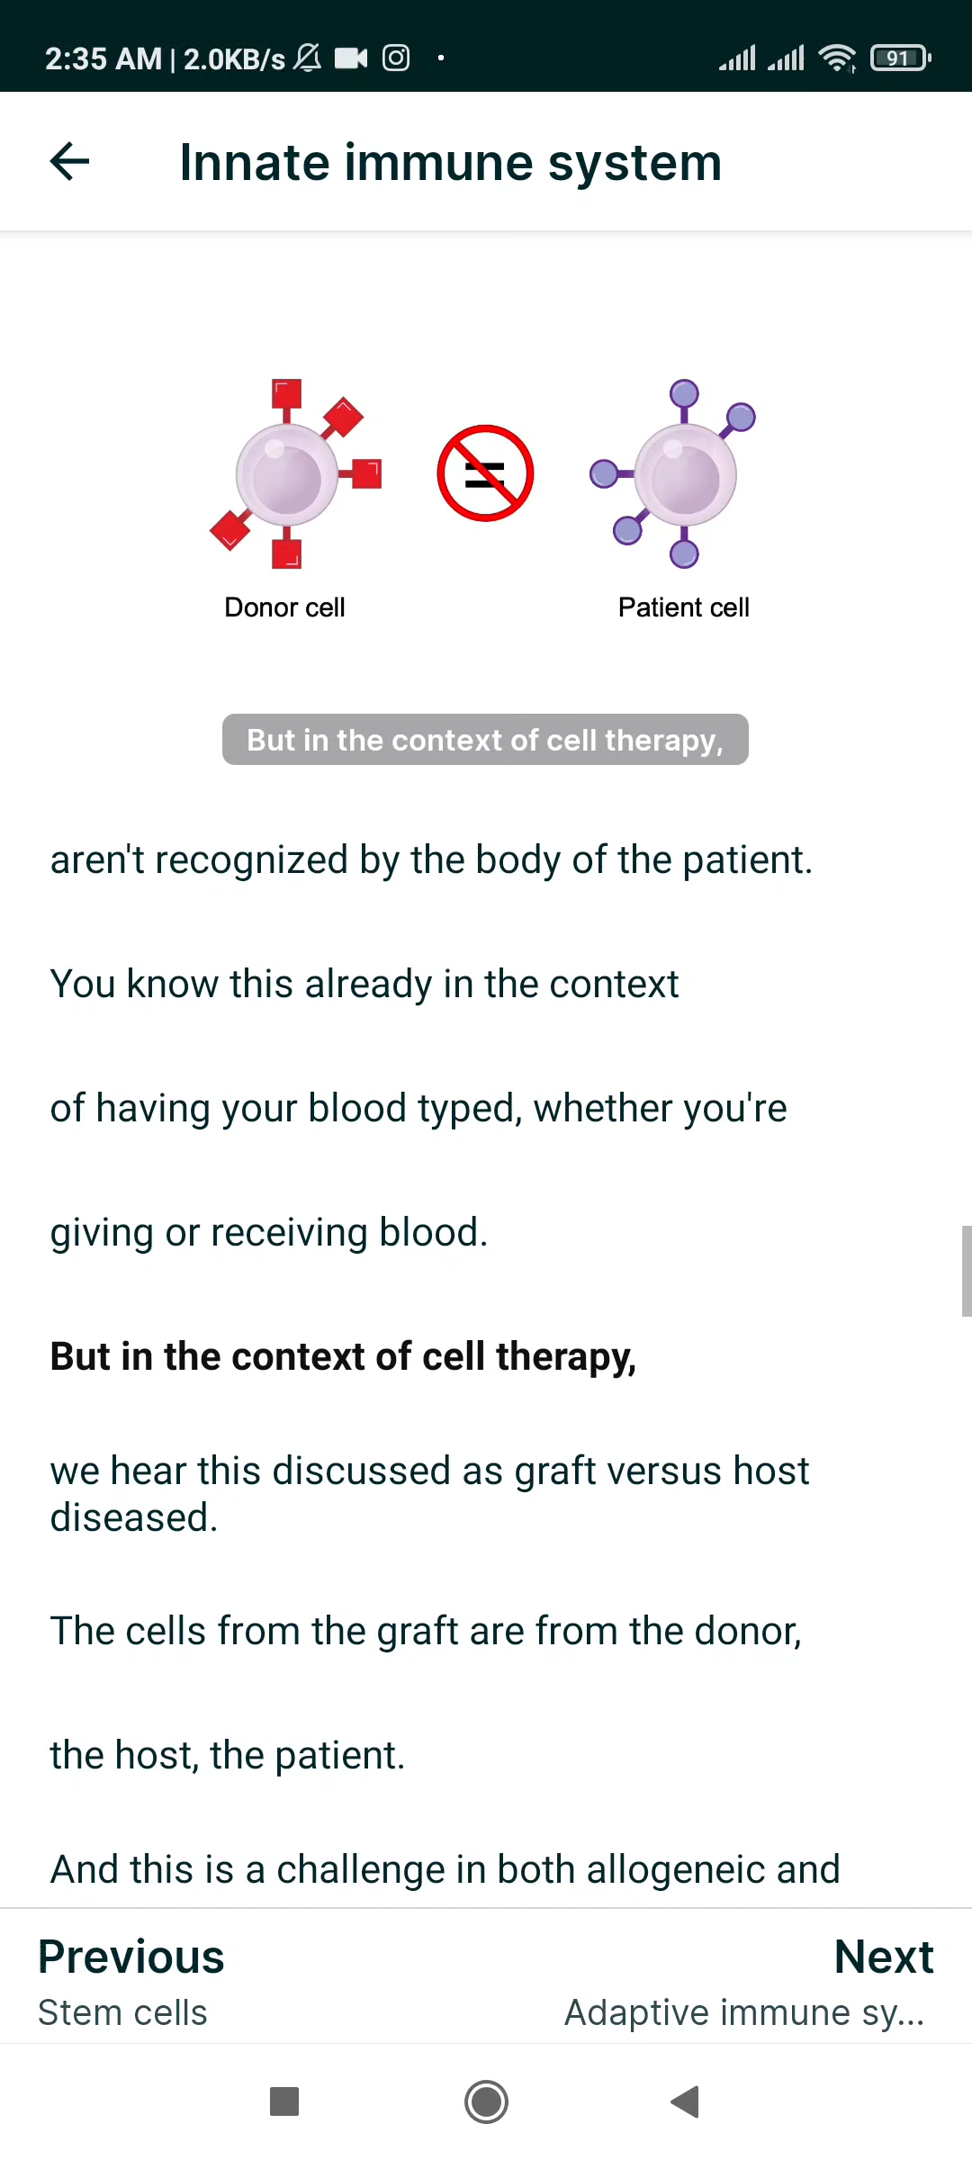 2:35 AM | 2.0KB/s
91
Innate immune system
=
Donor cell
Patient cell
But in the context of cell therapy,
aren't recognized by the body of the patient.
You know this already in the context
of having your blood typed, whether you're
giving or receiving blood.
But in the context of cell therapy,
we hear this discussed as graft versus host
diseased.
The cells from the graft are from the donor,
the host, the patient.
And this is a challenge in both allogeneic and
Previous
Next
Stem cells
Adaptive immune sy...